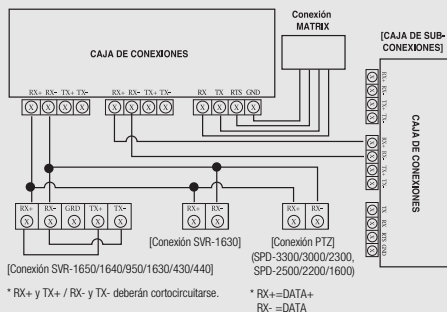 Conexión
MATRIX
[CAJA DE SUB-
CONEXIONES]
CAJA DE CONEXIONES
RX+ RX- TX+ TX-
RX+ RX- TX+ TX-
RX TX RTS GND
RX+
RX-
TX+
TX-
RX+
RX-
TX+
TX-
TX
RX
RTS
GND
CAJA DE CONEXIONES
RX+ RX- GRD TX+ TX-
RX+ RX-
RX+ RX-
[Conexión SVR-1650/1640/950/1630/430/440]
[Conexión SVR-1630]
[Conexión PTZ]
(SPD-3300/3000/2300,
SPD-2500/2200/1600)
* RX+ y TX+ / RX- y TX- deberán cortocircuitarse.
* RX+=DATA+
RX- =DATA